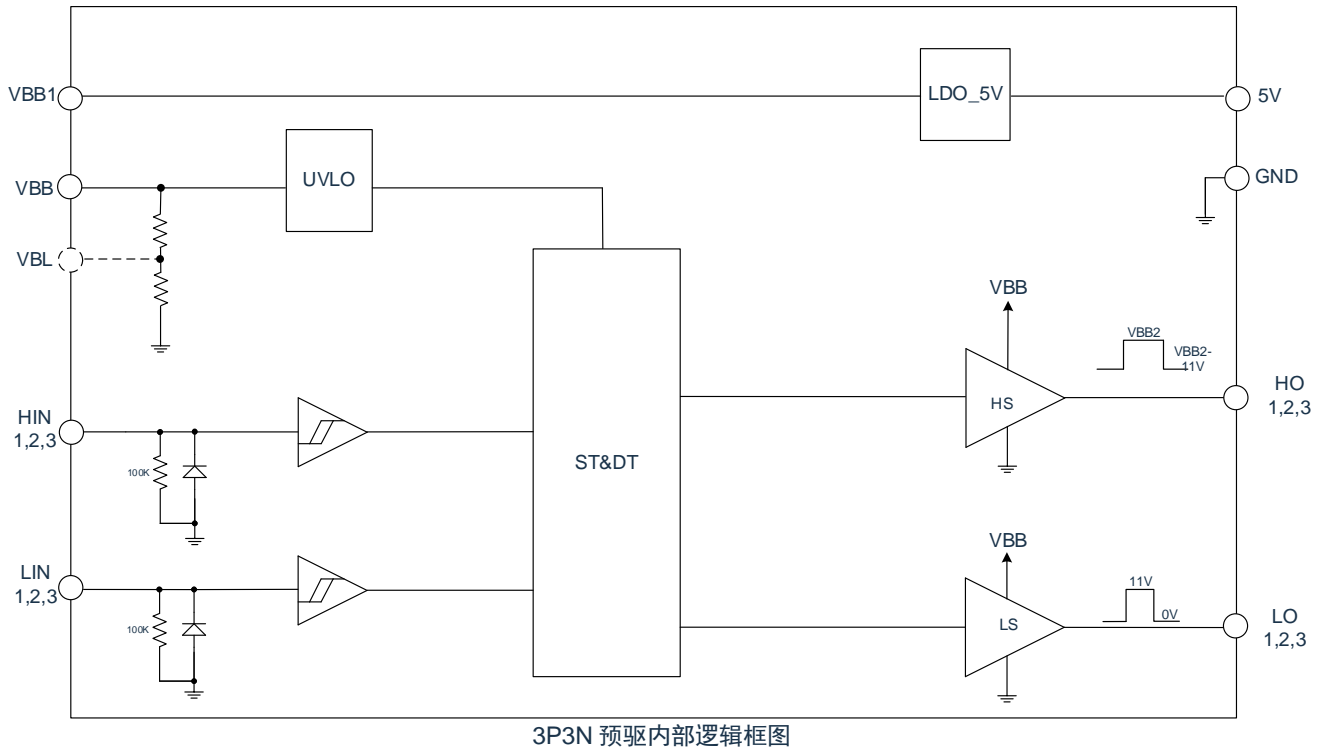 VBB1
LDO_5V
5V
VBB
UVLO
GND
VBL
VBB
VBB2
VBB2-
11V
HIN
1,2,3
HS
HO
1,2,3
100K
ST&DT
VBB
LIN
1,2,3
11V
0V
LS
LO
1,2,3
100K
3P3N 预驱内部逻辑框图